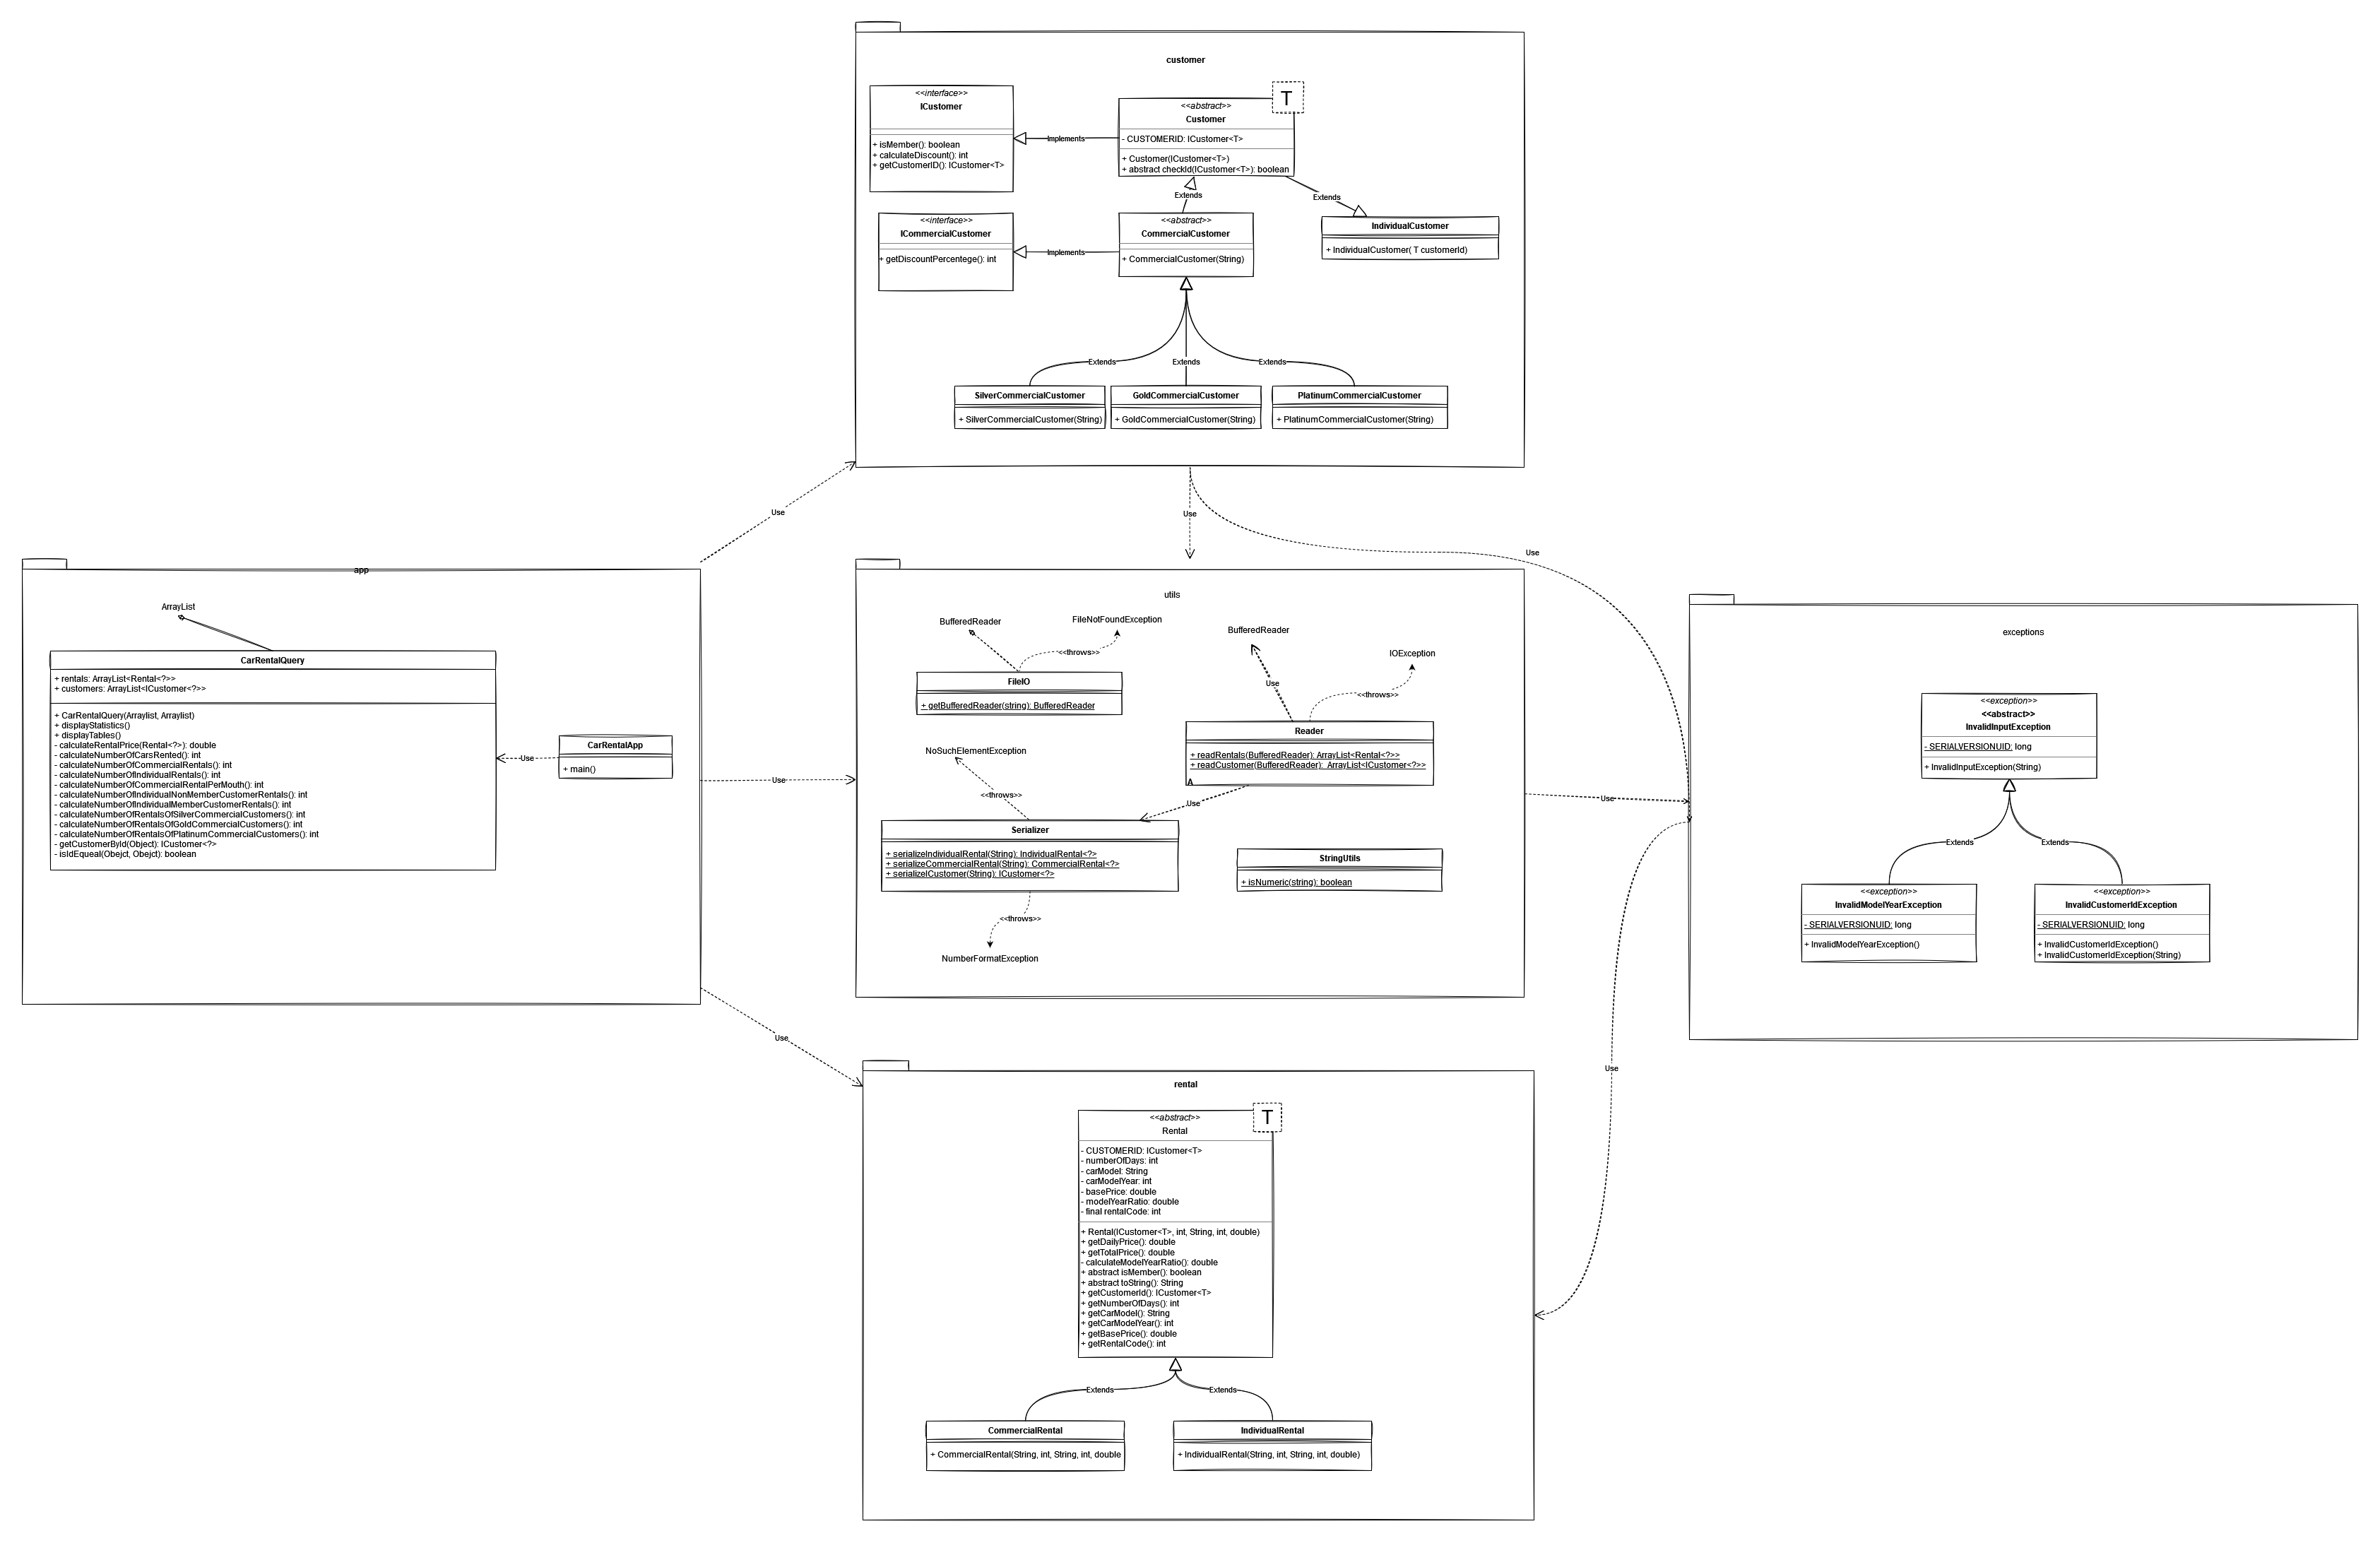 customer
<<interface>>
ICustomer
+ isMember(): boolean
+ calculateDiscount(): int
+ getCustomerID(): ICustomer<T>
Implements
T
<<abstract>>
Customer
- CUSTOMERID: ICustomer<T>
+ Customer(ICustomer<T>)
+ abstract checkId(ICustomer<T>): boolean
Extends
Extends
<<interface>>
ICommercialCustomer
+ getDiscountPercentege(): int
Implements
<<abstract>>
CommercialCustomer
+ CommercialCustomer(String)
IndividualCustomer
+ IndividualCustomer( T customerId)
Extends
Extends
Extends
SilverCommercialCustomer
+ SilverCommercialCustomer(String)
GoldCommercialCustomer
+ GoldCommercialCustomer(String)
PlatinumCommercialCustomer
+ PlatinumCommercialCustomer(String)
Use
Use
Use
app
ArrayList
CarRentalQuery
+ rentals: ArrayList<Rental<?>>
+ customers: ArrayList<ICustomer<?>>
+ CarRentalQuery(Arraylist, Arraylist)
+ displayStatistics()
+ displayTables()
- calculateRentalPrice(Rental<?>): double
- calculateNumberOfCarsRented(): int
- calculateNumberOfCommercialRentals(): int
- calculateNumberOfIndividualRentals(): int
- calculateNumberOfCommercialRentalPerMouth(): int
- calculateNumberOfIndividualNonMemberCustomerRentals(): int
- calculateNumberOfIndividualMemberCustomerRentals(): int
- calculateNumberOfRentalsOfSilverCommercialCustomers(): int
- calculateNumberOfRentalsOfGoldCommercialCustomers(): int
- calculateNumberOfRentalsOfPlatinumCommercialCustomers(): int
- getCustomerById(Object): ICustomer<?>
- isIdEqueal(Obejct, Obejct): boolean
Use
CarRentalApp
+ main()
Use
utils
BufferedReader
FileNotFoundException
<<throws>>
FileIO
+ getBufferedReader(string): BufferedReader
BufferedReader
IOException
Use
<<throws>>
Reader
+ readRentals(BufferedReader): ArrayList<Rental<?>>
+ readCustomer(BufferedReader):  ArrayList<ICustomer<?>>
A
NoSuchElementException
<<throws>>
Use
Serializer
+ serializeIndividualRental(String): IndividualRental<?>
+ serializeCommercialRental(String): CommercialRental<?>
+ serializeICustomer(String): ICustomer<?>
StringUtils
+ isNumeric(string): boolean
<<throws>>
NumberFormatException
Use
exceptions
<<exception>>
<<abstract>>
InvalidInputException
- SERIALVERSIONUID: long
+ InvalidInputException(String)
Extends
Extends
<<exception>>
InvalidModelYearException
- SERIALVERSIONUID: long
+ InvalidModelYearException()
<<exception>>
InvalidCustomerIdException
- SERIALVERSIONUID: long
+ InvalidCustomerIdException()
+ InvalidCustomerIdException(String)
Use
Use
rental
T
<<abstract>>
Rental
- CUSTOMERID: ICustomer<T>
- numberOfDays: int
- carModel: String
- carModelYear: int
- basePrice: double
- modelYearRatio: double
- final rentalCode: int
+ Rental(ICustomer<T>, int, String, int, double)
+ getDailyPrice(): double
+ getTotalPrice(): double
- calculateModelYearRatio(): double
+ abstract isMember(): boolean
+ abstract toString(): String
+ getCustomerId(): ICustomer<T>
+ getNumberOfDays(): int
+ getCarModel(): String
+ getCarModelYear(): int
+ getBasePrice(): double
+ getRentalCode(): int
Extends
Extends
CommercialRental
+ CommercialRental(String, int, String, int, double
IndividualRental
+ IndividualRental(String, int, String, int, double)